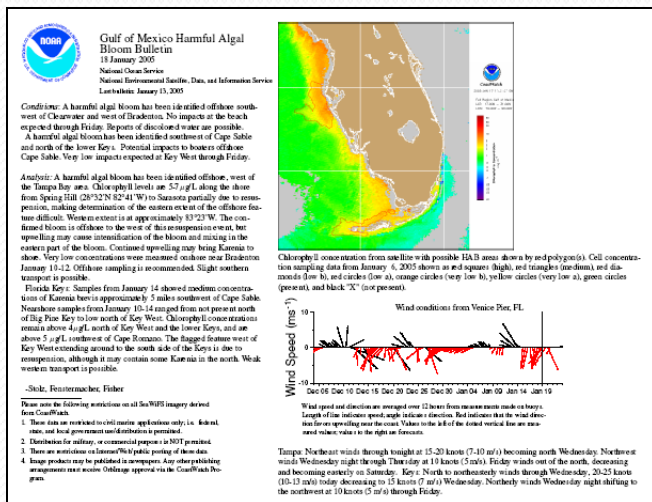 NOAA
Gulf of Mexico Harmful Algal
Bloom Bulletin
18 January 2005
National Ocean Service
National Environmental Satellite, Data, and Information Service
Last bulletin: January 13, 2005
Conditions: A harmful algal bloom has been identified offshore south-
west of Clearwater and west of Bradenton. No impacts at the beach
expected through Friday. Reports of discolored water are possible.
A harmful algal bloom has been identified southwest of Cape Sable
and north of the lower Keys. Potential impacts to boaters offshore
Cape Sable. Very low impacts expected at Key West through Friday.
Analysis: A harmful algal bloom has been identified offshore, west of
the Tampa Bay area. Chlorophyll levels are 5-7 µg/L along the shore
from Spring Hill (28°32'N 82°41'W) to Sarasota partially due to resus-
pension, making determination of the eastern extent of the offshore fea-
ture difficult. Western extent is at approximately 83°23'W. The con-
firmed bloom is offshore to the west of this resuspension event, but
upwelling may cause intensification of the bloom and mixing in the
eastern part of the bloom. Continued upwelling may bring Karenia to
shore. Very low concentrations were measured onshore near Bradenton
January 10-12. Offshore sampling is recommended. Slight southern
transport is possible.
Florida Keys: Samples from January 14 showed medium concentra-
tions of Karenia brevis approximately 5 miles southwest of Cape Sable.
Nearshore samples from January 10-14 ranged from not present north
of Big Pine Key to low north of Key West. Chlorophyll concentrations
remain above 4 µg/L north of Key West and the lower Keys, and are
above 5 µg/L southwest of Cape Romano. The flagged feature west of
Key West extending around to the south side of the Keys is due to
resuspension, although it may contain some Karenia in the north. Weak
western transport is possible.
-Stolz, Fenstermacher, Fisher
Please note the following restrictions on all SeaWiFS imagery derived
from CoastWatch.
1. These data are restricted to civil marine applications only; i.e. federal,
state, and local government use/distribution is permitted.
2. Distribution for military, or commercial purposes is NOT permitted.
3. There are restrictions on Internet/Web/public posting of these data.
4. Image products may be published in newspapers. Any other publishing
arrangements must receive OrbImage approval via the CoastWatch Pro-
gram.
CoastWatch
Chlorophyll concentration from satellite with possible HAB areas shown by red polygon(s). Cell concen-
tration sampling data from January 6, 2005 shown as red squares (high), red triangles (medium), red dia-
monds (low b), red circles (low a), orange circles (very low b), yellow circles (very low a), green circles
(present), and black "X" (not present).
Wind conditions from Venice Pier, FL
Wind Speed (ms-1)
10
0
-10
Dec 05 Dec 10 Dec 15 Dec 20 Dec 25 Dec 30 Jan 04 Jan 09 Jan 14 Jan 19
Wind speed and direction are averaged over 12 hours from measurements made on buoys.
Length of line indicates speed; angle indicates direction. Red indicates that the wind direc-
tion favors upwelling near the coast. Values to the left of the dotted vertical line are mea-
sured values; values to the right are forecasts.
Tampa: Northeast winds through tonight at 15-20 knots (7-10 m/s) becoming north Wednesday. Northwest
winds Wednesday night through Thursday at 10 knots (5 m/s). Friday winds out of the north, decreasing
and becoming easterly on Saturday. Keys: North to northeasterly winds through Wednesday, 20-25 knots
(10-13 m/s) today decreasing to 15 knots (7 m/s) Wednesday. Northerly winds Wednesday night shifting to
the northwest at 10 knots (5 m/s) through Friday.